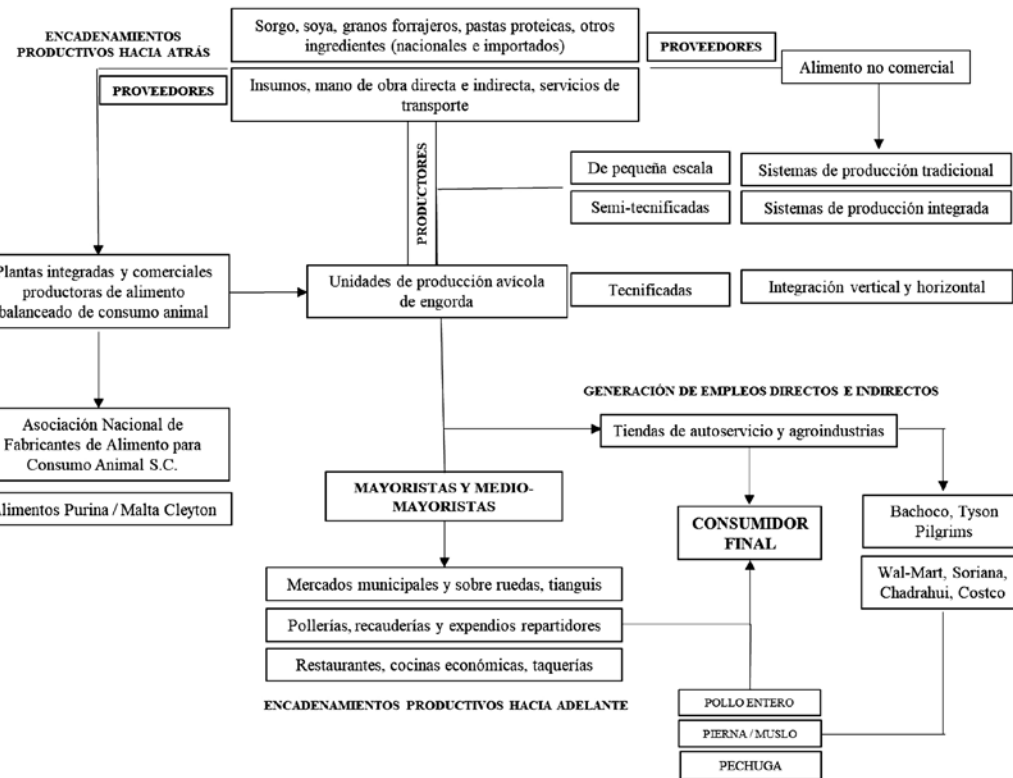 ENCADENAMIENTOS
PRODUCTIVOS HACIA ATRÁS
Sorgo, soya, granos forrajeros, pastas proteicas, otros
ingredientes (nacionales e importados)
PROVEEDORES
Alimento no comercial
PROVEEDORES
Insumos, mano de obra directa e indirecta, servicios de
transporte
PRODUCTORES
De pequeña escala
Sistemas de producción tradicional
Semi-tecnificadas
Sistemas de producción integrada
Plantas integradas y comerciales
productoras de alimento
balanceado de consumo animal
Unidades de producción avícola
de engorda
Tecnificadas
Integración vertical y horizontal
GENERACIÓN DE EMPLEOS DIRECTOS E INDIRECTOS
Asociación Nacional de
Fabricantes de Alimento para
Consumo Animal S.C.
Tiendas de autoservicio y agroindustrias
Alimentos Purina / Malta Cleyton
MAYORISTAS Y MEDIO-
MAYORISTAS
CONSUMIDOR
FINAL
Bachoco, Tyson
Pilgrims
Wal-Mart, Soriana,
Chadrahui, Costco
Mercados municipales y sobre ruedas, tianguis
Pollerías, recauderías y expendios repartidores
Restaurantes, cocinas económicas, taquerías
ENCADENAMIENTOS PRODUCTIVOS HACIA ADELANTE
POLLO ENTERO
PIERNA / MUSLO
PECHUGA